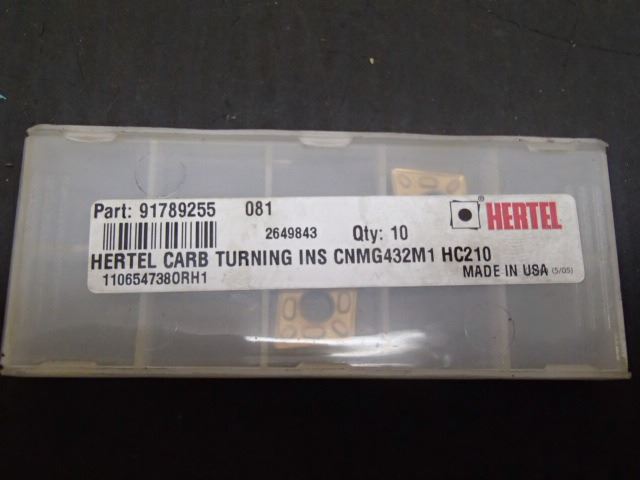 Part: 91789255 081
2649843 Qty: 10
® HERTEL
HERTEL CARB TURNING INS CNMG432M1 HC210
110654738ORH1
MADE IN USA (5/05)